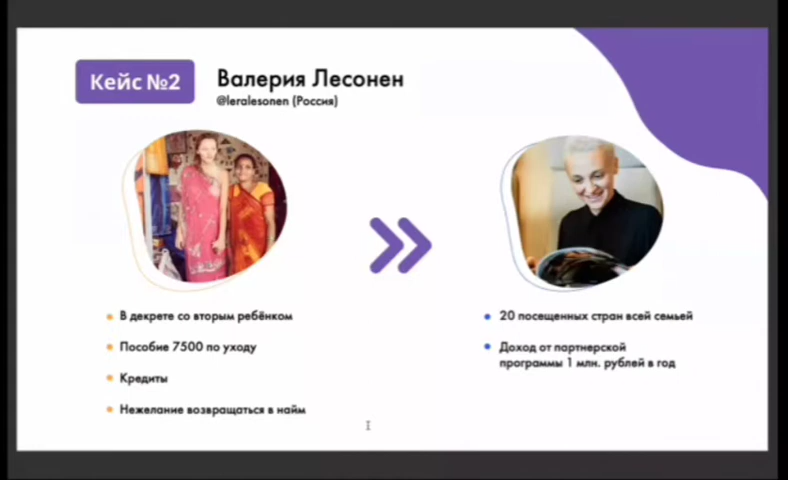 Кейс №2
Валерия Лесонен
@leralesonen (Россия)
В декрете со вторым ребёнком
Пособие 7500 по уходу
Кредиты
Нежелание возвращаться в найм
20 посещенных стран всей семьей
Доход от партнерской
программы 1 млн. рублей в год